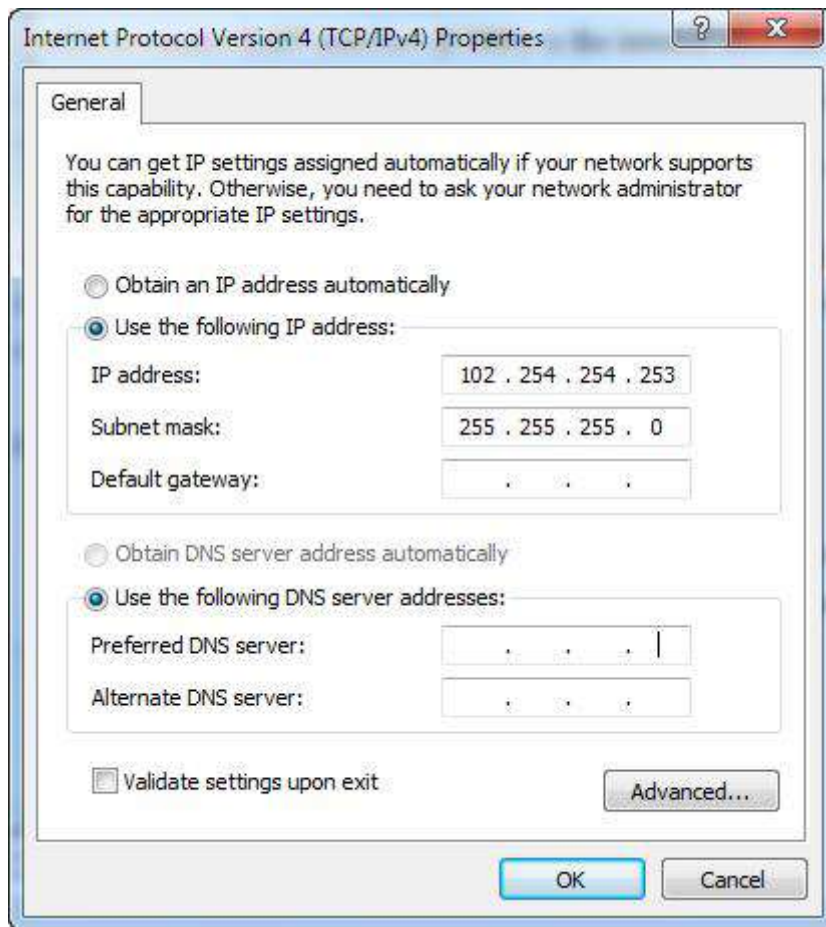 Internet Protocol Version 4 (TCP/IPv4) Properties
General
You can get IP settings assigned automatically if your network supports
this capability. Otherwise, you need to ask your network administrator
for the appropriate IP settings.
Obtain an IP address automatically
Use the following IP address:
IP address: 102 . 254 . 254 . 253
Subnet mask: 255 . 255 . 255 . 0
Default gateway: . . .
Obtain DNS server address automatically
Use the following DNS server addresses:
Preferred DNS server: . . .
Alternate DNS server: . . .
Validate settings upon exit
Advanced...
OK Cancel